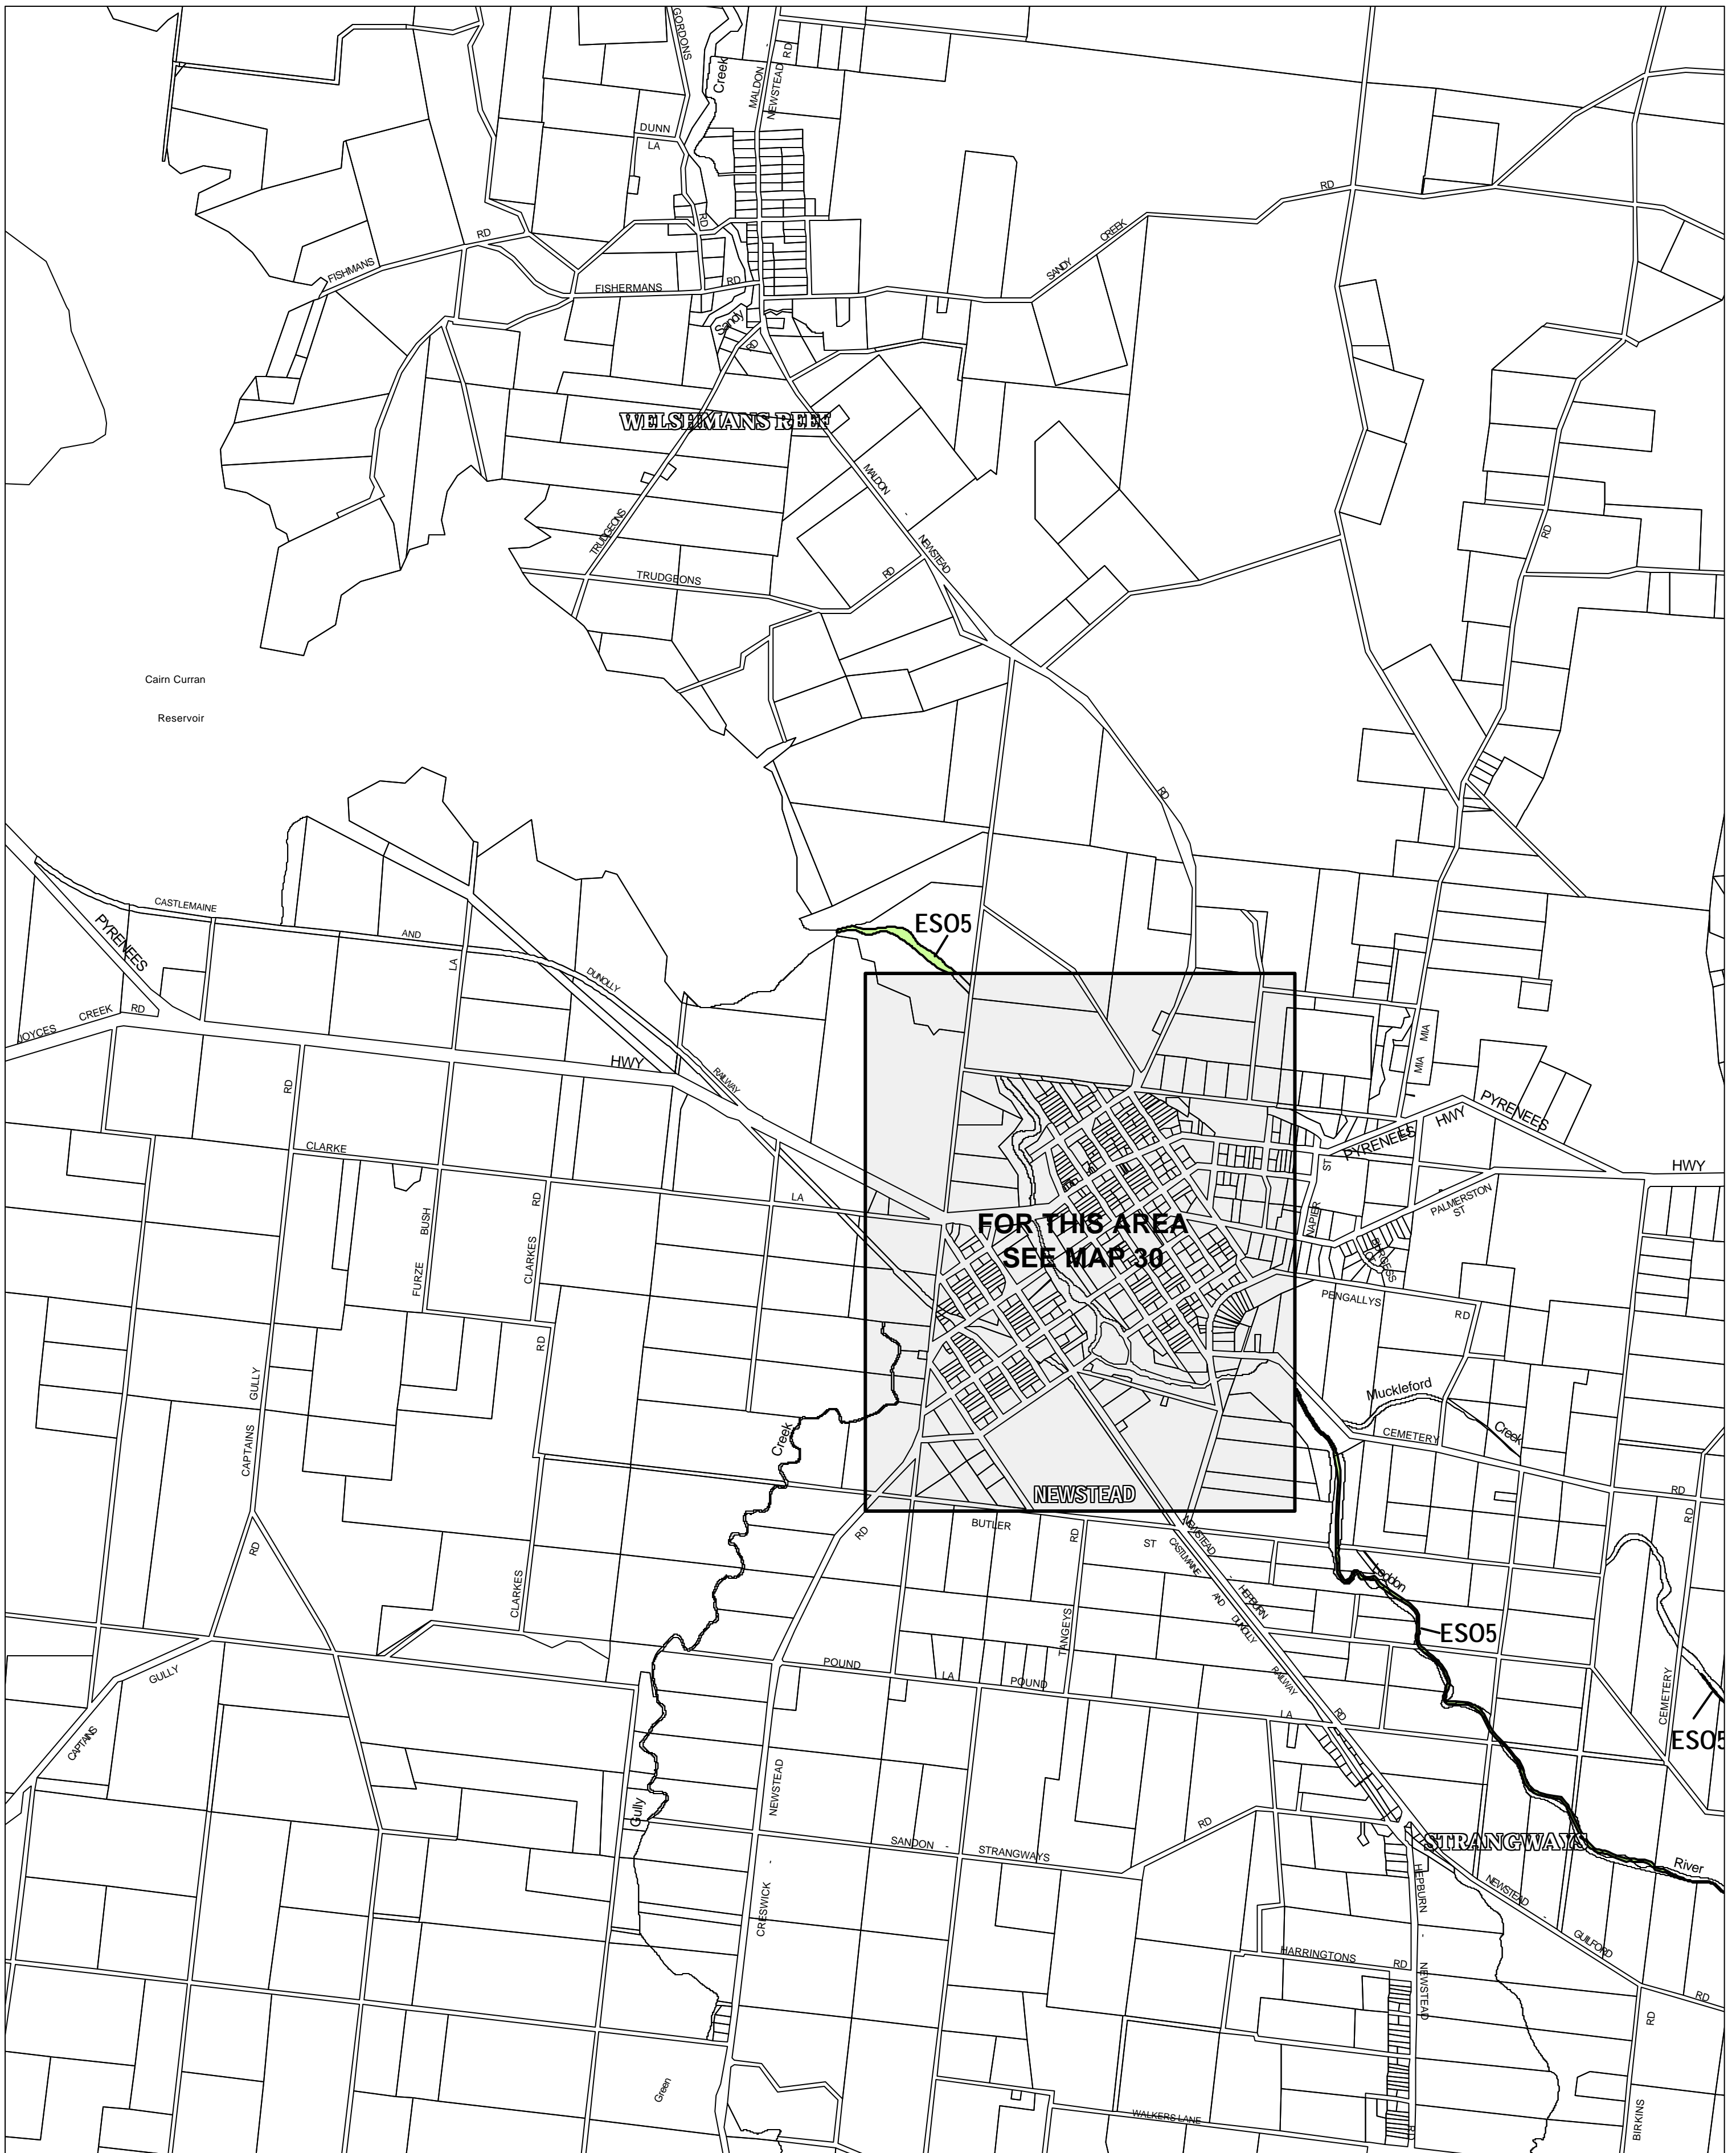 GORDONS
Creek
MALDON
-
NEWSTEAD
RD
DUNN
LA
RD
RD
CREEK
SANDY
RD
FISHMANS
RD
FISHERMANS
RD
Sandy
RD
WELSHMANS REEF
MALDON
-
NEWSTEAD
TRUDGEONS
TRUDGEONS
RD
RD
Cairn Curran
Reservoir
RD
CASTLEMAINE
AND
DUNOLLY
RAILWAY
PYRENEES
HWY
LA
ESO5
JOYCES
CREEK
RD
MIA
MIA
PYRENEES
HWY
PYRENEES
HWY
RD
CLARKE
LA
FURZE
BUSH
CLARKES
RD
RD
FOR THIS AREA
SEE MAP 30
ST
NAPIER
PALMERSTON
ST
BURGESS
CT
PENGALLYS
RD
CAPTAINS
GULLY
RD
Creek
Muckleford
Creek
CEMETERY
RD
RD
NEWSTEAD
BUTLER
RD
ST
RD
NEWSTEAD
-
HEPBURN
CASTLMAINE
AND
DUNOLLY
RAILWAY
RD
Loddon
ESO5
CLARKES
TANGEYS
POUND
LA
POUND
LA
GULLY
CAPTAINS
CEMETERY
ESO5
Gully
NEWSTEAD
-
CRESWICK
SANDON
-
STRANGWAYS
RD
STRANGWAYS
River
HEPBURN
-
NEWSTEAD
RD
NEWSTEAD
-
GUILFORD
RD
HARRINGTONS
RD
RD
BIRKINS
Green
WALKERS LANE